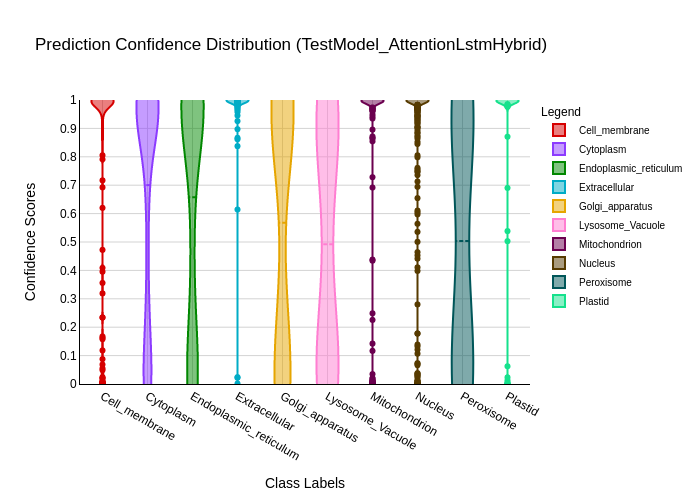 Prediction Confidence Distribution (TestModel_AttentionLstmHybrid)
Confidence Scores
1
0.9
0.8
0.7
0.6
0.5
0.4
0.3
0.2
0.1
0
Cell_membrane
Cytoplasm
Endoplasmic_reticulum
Extracellular
Golgi_apparatus
Lysosome_Vacuole
Mitochondrion
Nucleus
Peroxisome
Plastid
Class Labels
Legend
Cell_membrane
Cytoplasm
Endoplasmic_reticulum
Extracellular
Golgi_apparatus
Lysosome_Vacuole
Mitochondrion
Nucleus
Peroxisome
Plastid